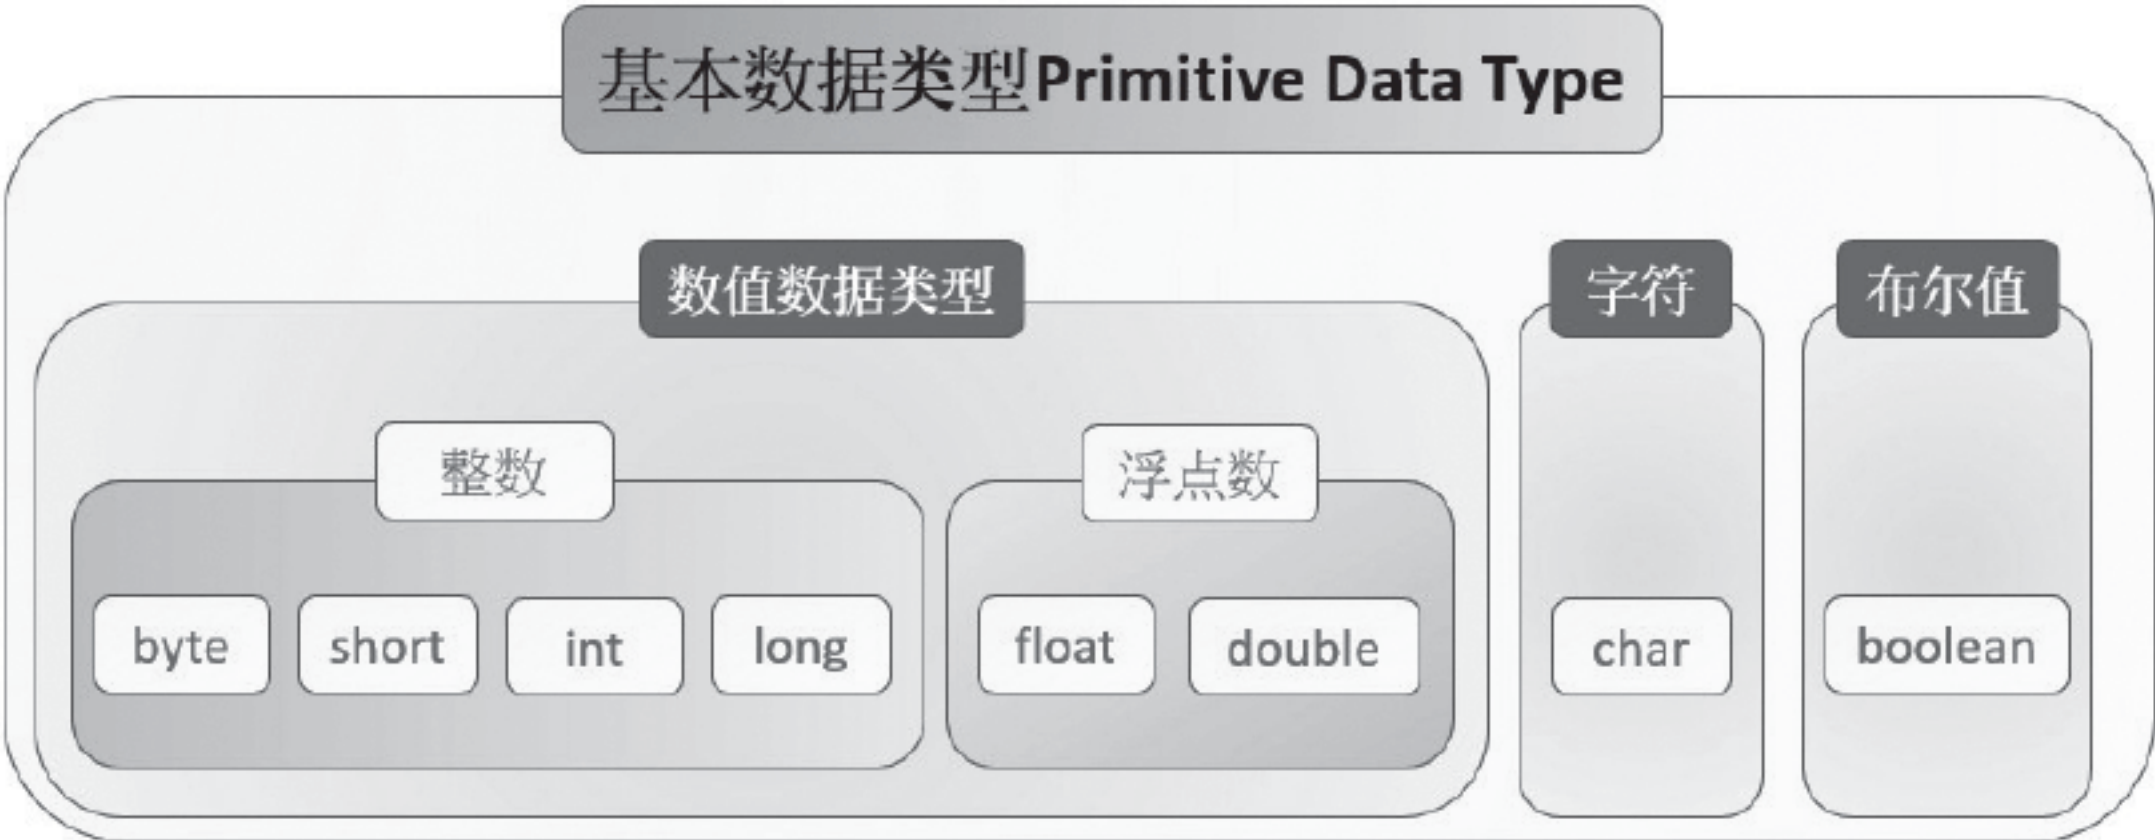 基本数据类型Primitive Data Type
数值数据类型
字符
布尔值
整数
浮点数
byte
short
int
long
float
double
char
boolean